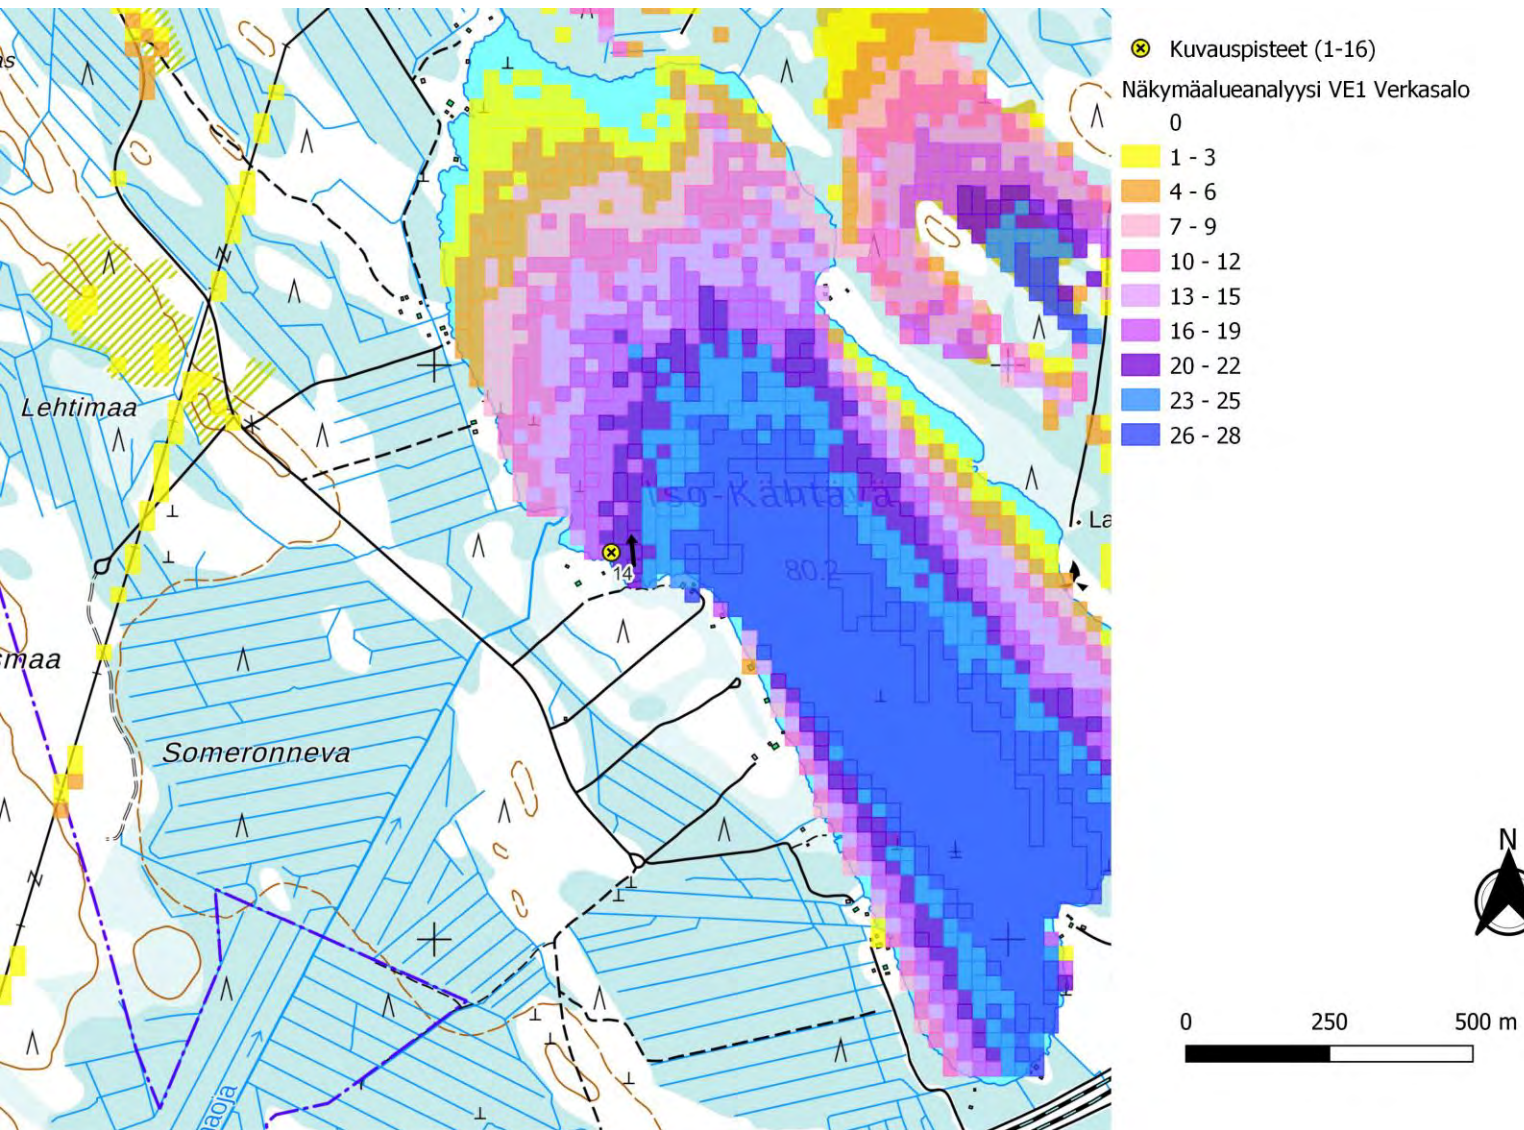 Kuvauspisteet (1-16)
Näkymäalueanalyysi VE1 Verkasalo
0
1 - 3
4 - 6
7 - 9
10 - 12
13 - 15
16 - 19
20 - 22
23 - 25
26 - 28
Lehtimaa
Iso-Kähtävä
La
14
80.2
Someronneva
N
0 250 500 m